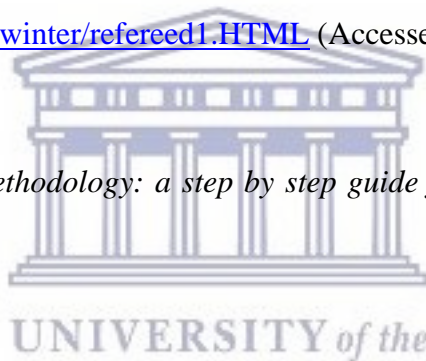 winter/refereed1.HTML (Accesse
ethodology: a step by step guide
UNIVERSITY of the